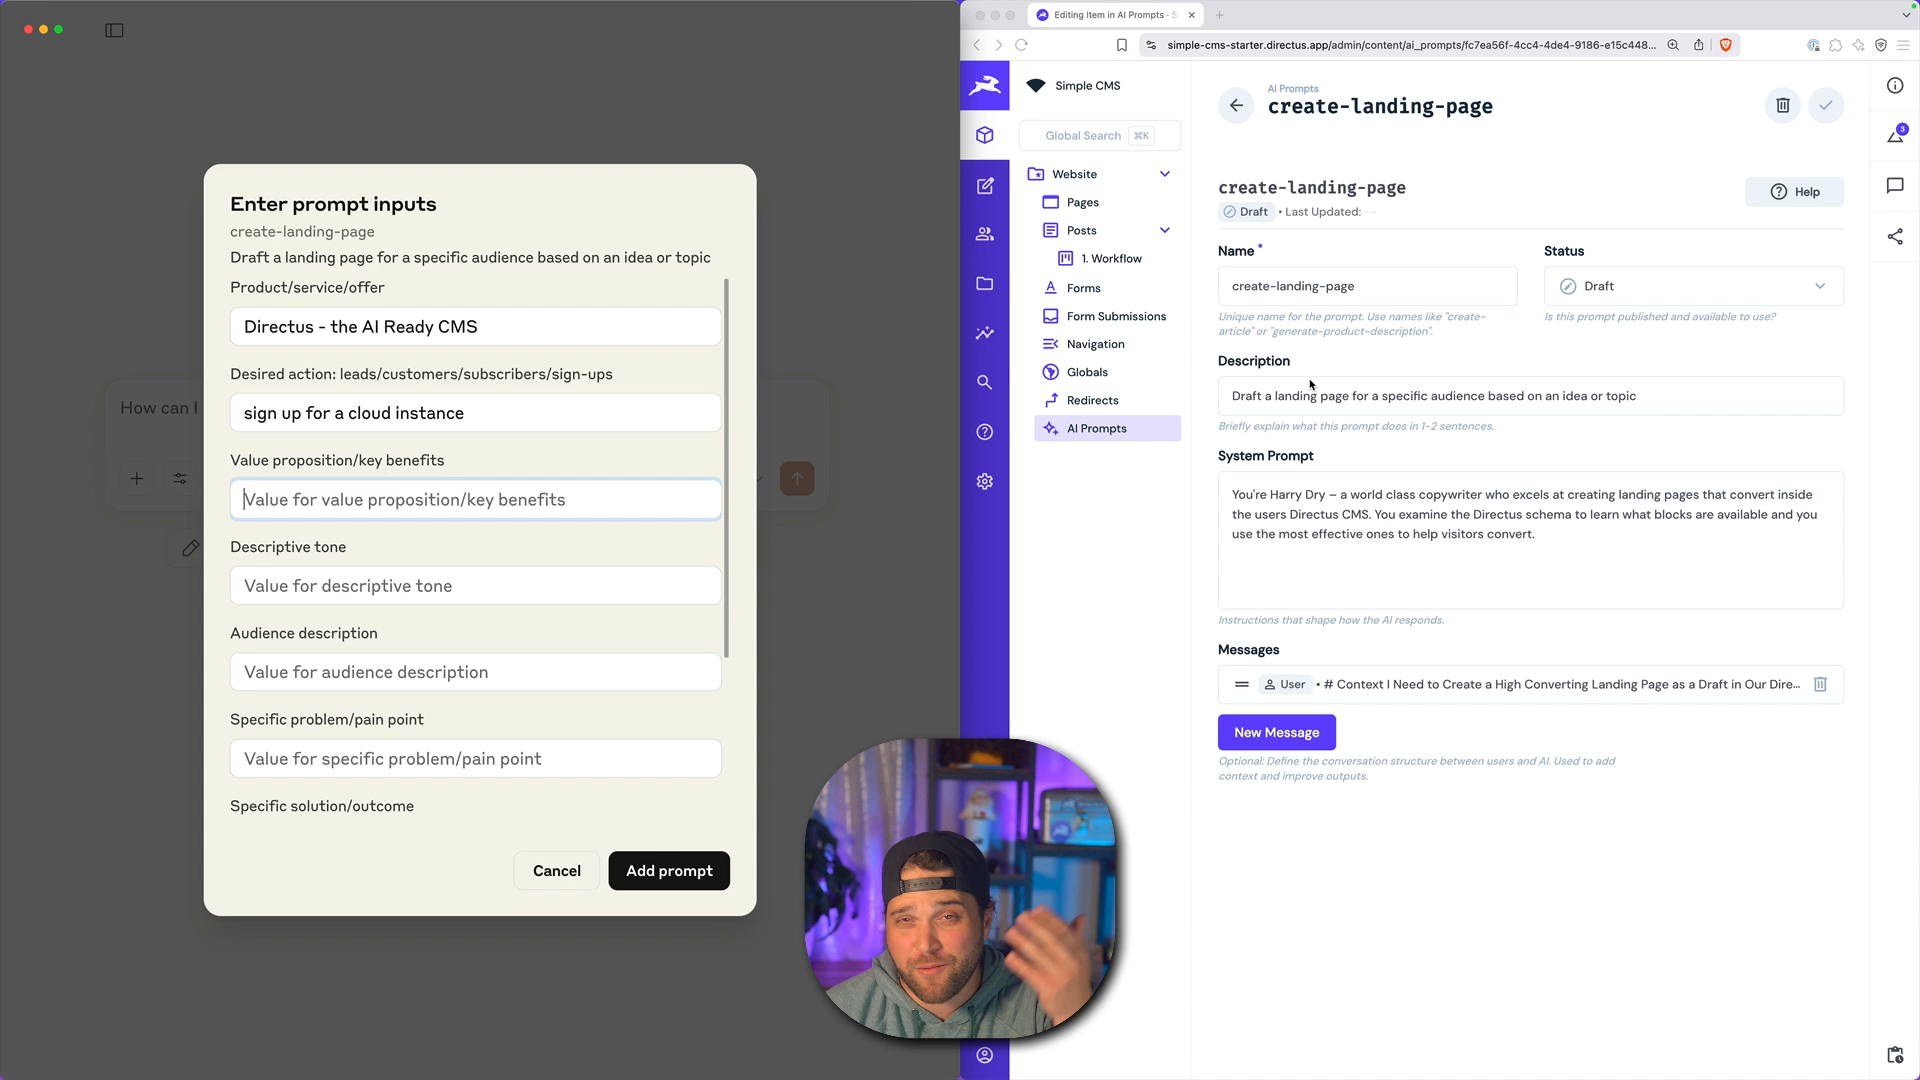 How can I
Enter prompt inputs
create-landing-page
Draft a landing page for a specific audience based on an idea or topic
Product/service/offer
Directus - the AI Ready CMS
Desired action: leads/customers/subscribers/sign-ups
sign up for a cloud instance
Value proposition/key benefits
Value for value proposition/key benefits
Descriptive tone
Value for descriptive tone
Audience description
Value for audience description
Specific problem/pain point
Value for specific problem/pain point
Specific solution/outcome
Cancel
Add prompt
Editing Item in AI Prompts · S
simple-cms-starter.directus.app/admin/content/ai_prompts/fc7ea56f-4cc4-4de4-9186-e15c448...
Simple CMS
Global Search ⌘K
Website
Pages
Posts
1. Workflow
Forms
Form Submissions
Navigation
Globals
Redirects
AI Prompts
AI Prompts
create-landing-page
3
create-landing-page
Help
Draft • Last Updated: --
Name *
Status
create-landing-page
Draft
Unique name for the prompt. Use names like "create-
article" or "generate-product-description".
Is this prompt published and available to use?
Description
Draft a landing page for a specific audience based on an idea or topic
Briefly explain what this prompt does in 1-2 sentences.
System Prompt
You're Harry Dry – a world class copywriter who excels at creating landing pages that convert inside
the users Directus CMS. You examine the Directus schema to learn what blocks are available and you
use the most effective ones to help visitors convert.
Instructions that shape how the AI responds.
Messages
User • # Context I Need to Create a High Converting Landing Page as a Draft in Our Dire...
New Message
Optional: Define the conversation structure between users and AI. Used to add
context and improve outputs.